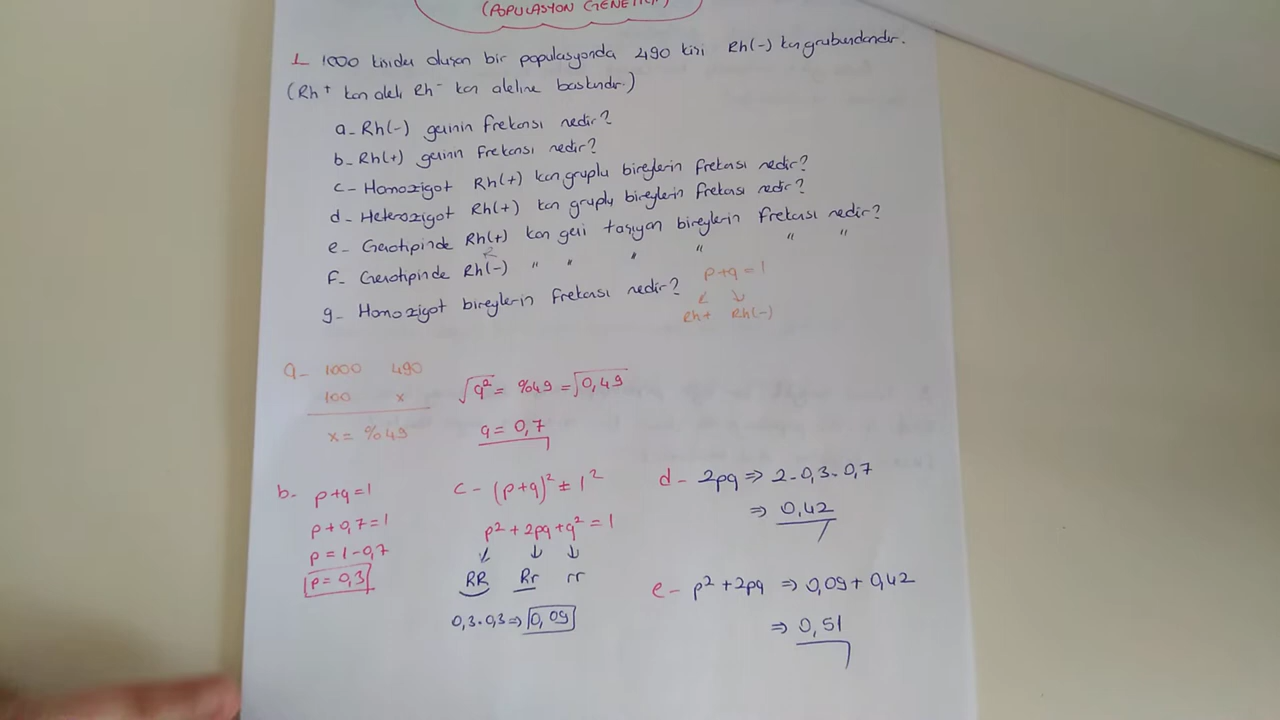 (POPULASYON GENETİĞİ)
1 1000 kişiden oluşan bir populasyonda 490 kişi Rh(-) kan grubundandır.
(Rh+ kan aleli Rh- kan aleline baskındır.)
a- Rh(-) geninin frekansı nedir?
b- Rh(+) geninin frekansı nedir?
c- Homozigot Rh(+) kan gruplu bireylerin frekansı nedir?
d- Heterozigot Rh(+) kan gruplu bireylerin frekansı nedir?
e- Genotipinde Rh(+) kan geni taşıyan bireylerin frekansı nedir?
R
f- Genotipinde Rh(-) " " " " " "
g- Homozigot bireylerin frekansı nedir?
p+q=1
Rh+ Rh(-)
a- 1000 490
100 x
x= %49
√q² = %49 = √0,49
q= 0,7
b- p+q=1
p+0,7=1
p=1-0,7
p=0,3
c- (p+q)² = 1²
p² + 2pq + q² = 1
RR Rr rr
0,3.0,3 ⇒ 0,09
d- 2pq ⇒ 2.0,3.0,7
⇒ 0,42
e- p² + 2pq ⇒ 0,09 + 0,42
⇒ 0,51